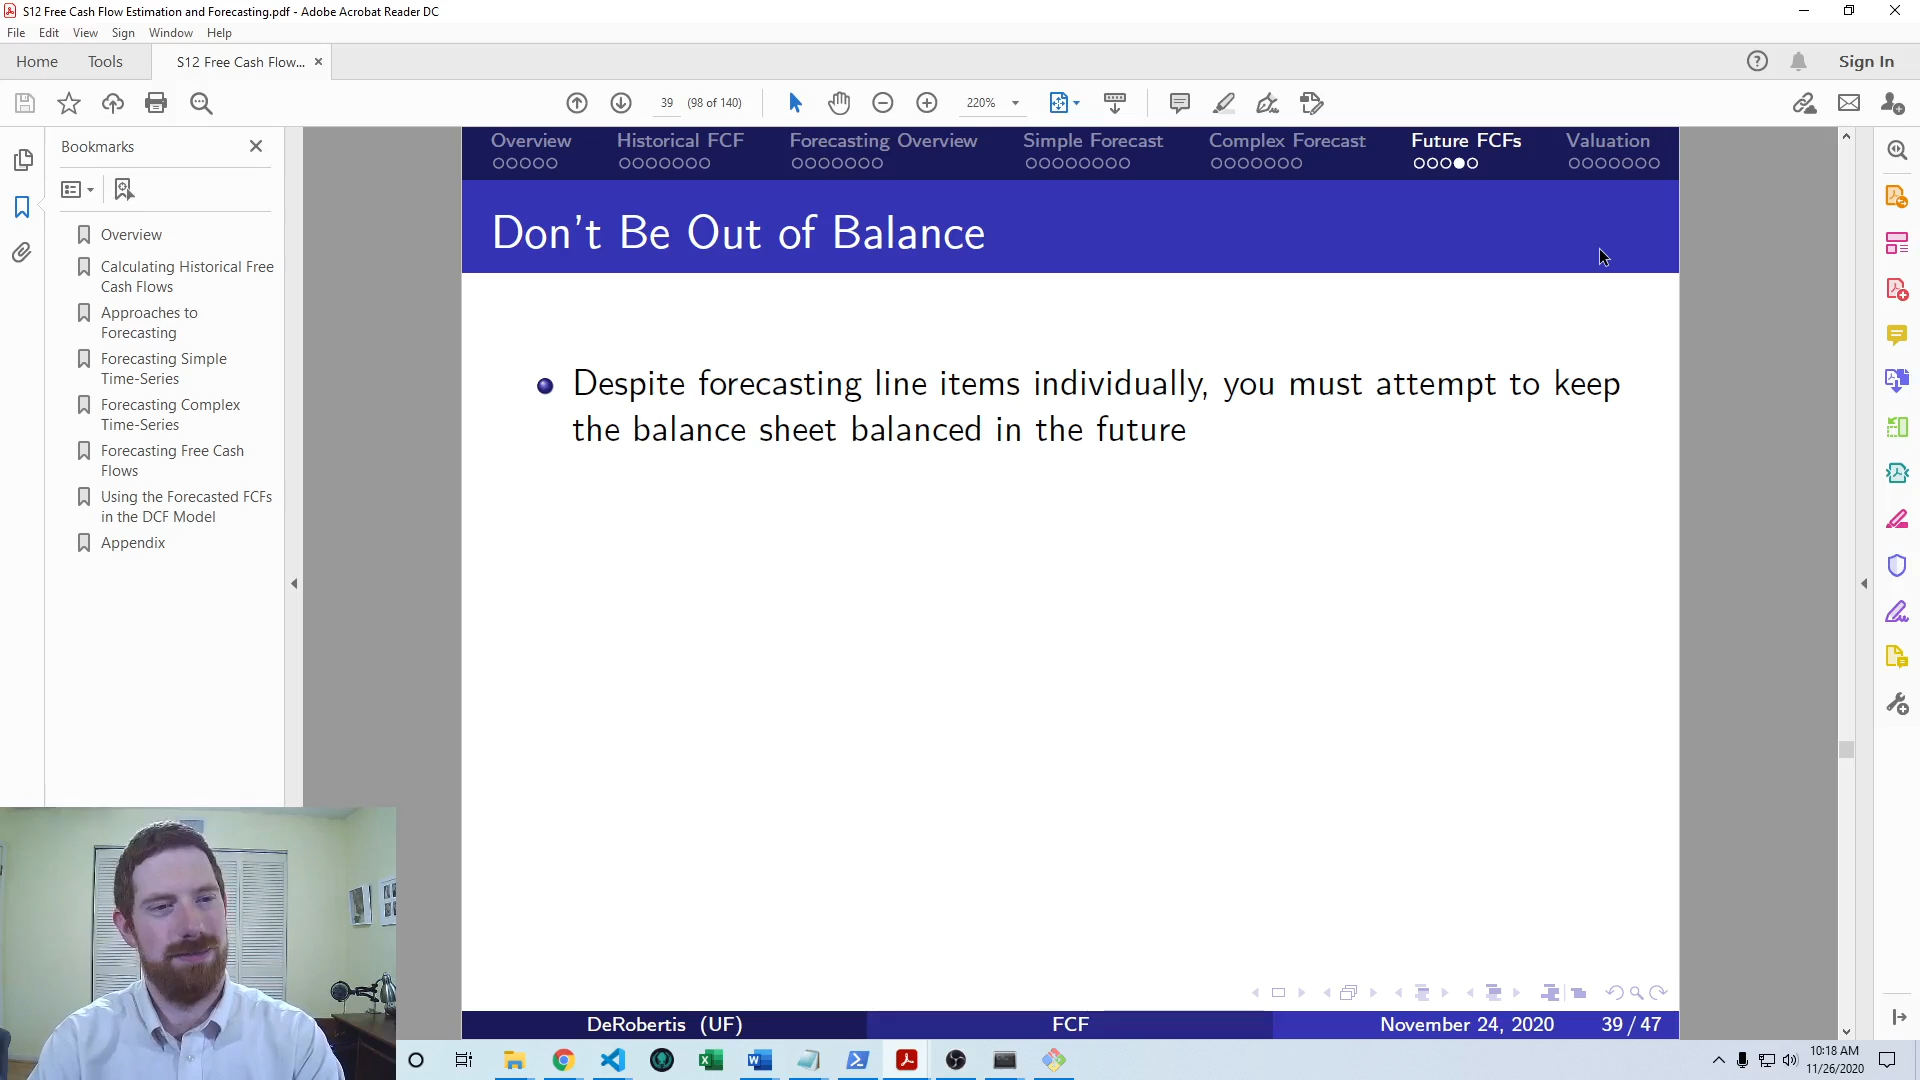 S12 Free Cash Flow Estimation and Forecasting.pdf - Adobe Acrobat Reader DC
File Edit View Sign Window Help
Home Tools S12 Free Cash Flow... × Sign In
39 (98 of 140) 220%
Bookmarks
Overview
Calculating Historical Free
Cash Flows
Approaches to
Forecasting
Forecasting Simple
Time-Series
Forecasting Complex
Time-Series
Forecasting Free Cash
Flows
Using the Forecasted FCFs
in the DCF Model
Appendix
Overview Historical FCF Forecasting Overview Simple Forecast Complex Forecast Future FCFs Valuation
Don't Be Out of Balance
Despite forecasting line items individually, you must attempt to keep
the balance sheet balanced in the future
DeRobertis (UF) FCF November 24, 2020 39 / 47
10:18 AM
11/26/2020